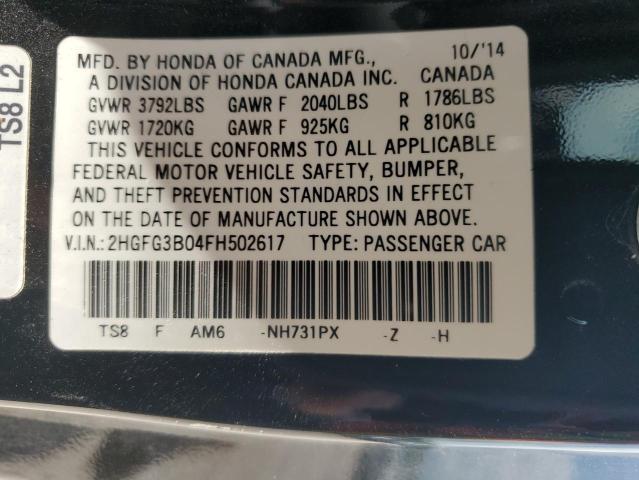 MFD. BY HONDA OF CANADA MFG., 10/'14
A DIVISION OF HONDA CANADA INC. CANADA
GVWR 3792LBS GAWR F 2040LBS R 1786LBS
GVWR 1720KG GAWR F 925KG R 810KG
THIS VEHICLE CONFORMS TO ALL APPLICABLE
FEDERAL MOTOR VEHICLE SAFETY, BUMPER,
AND THEFT PREVENTION STANDARDS IN EFFECT
ON THE DATE OF MANUFACTURE SHOWN ABOVE.
V.I.N.: 2HGFG3B04FH502617 TYPE: PASSENGER CAR
TS8 F AM6 -NH731PX -Z -H
TS8 L2